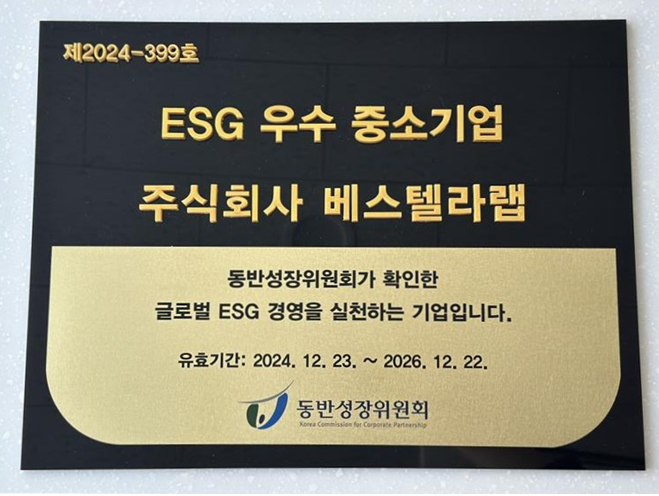 제2024-399호
ESG 우수 중소기업
주식회사 베스텔라랩
동반성장위원회가 확인한
글로벌 ESG 경영을 실천하는 기업입니다.
유효기간: 2024. 12. 23. ~ 2026. 12. 22.
동반성장위원회
Korea Commission for Corporate Partnership